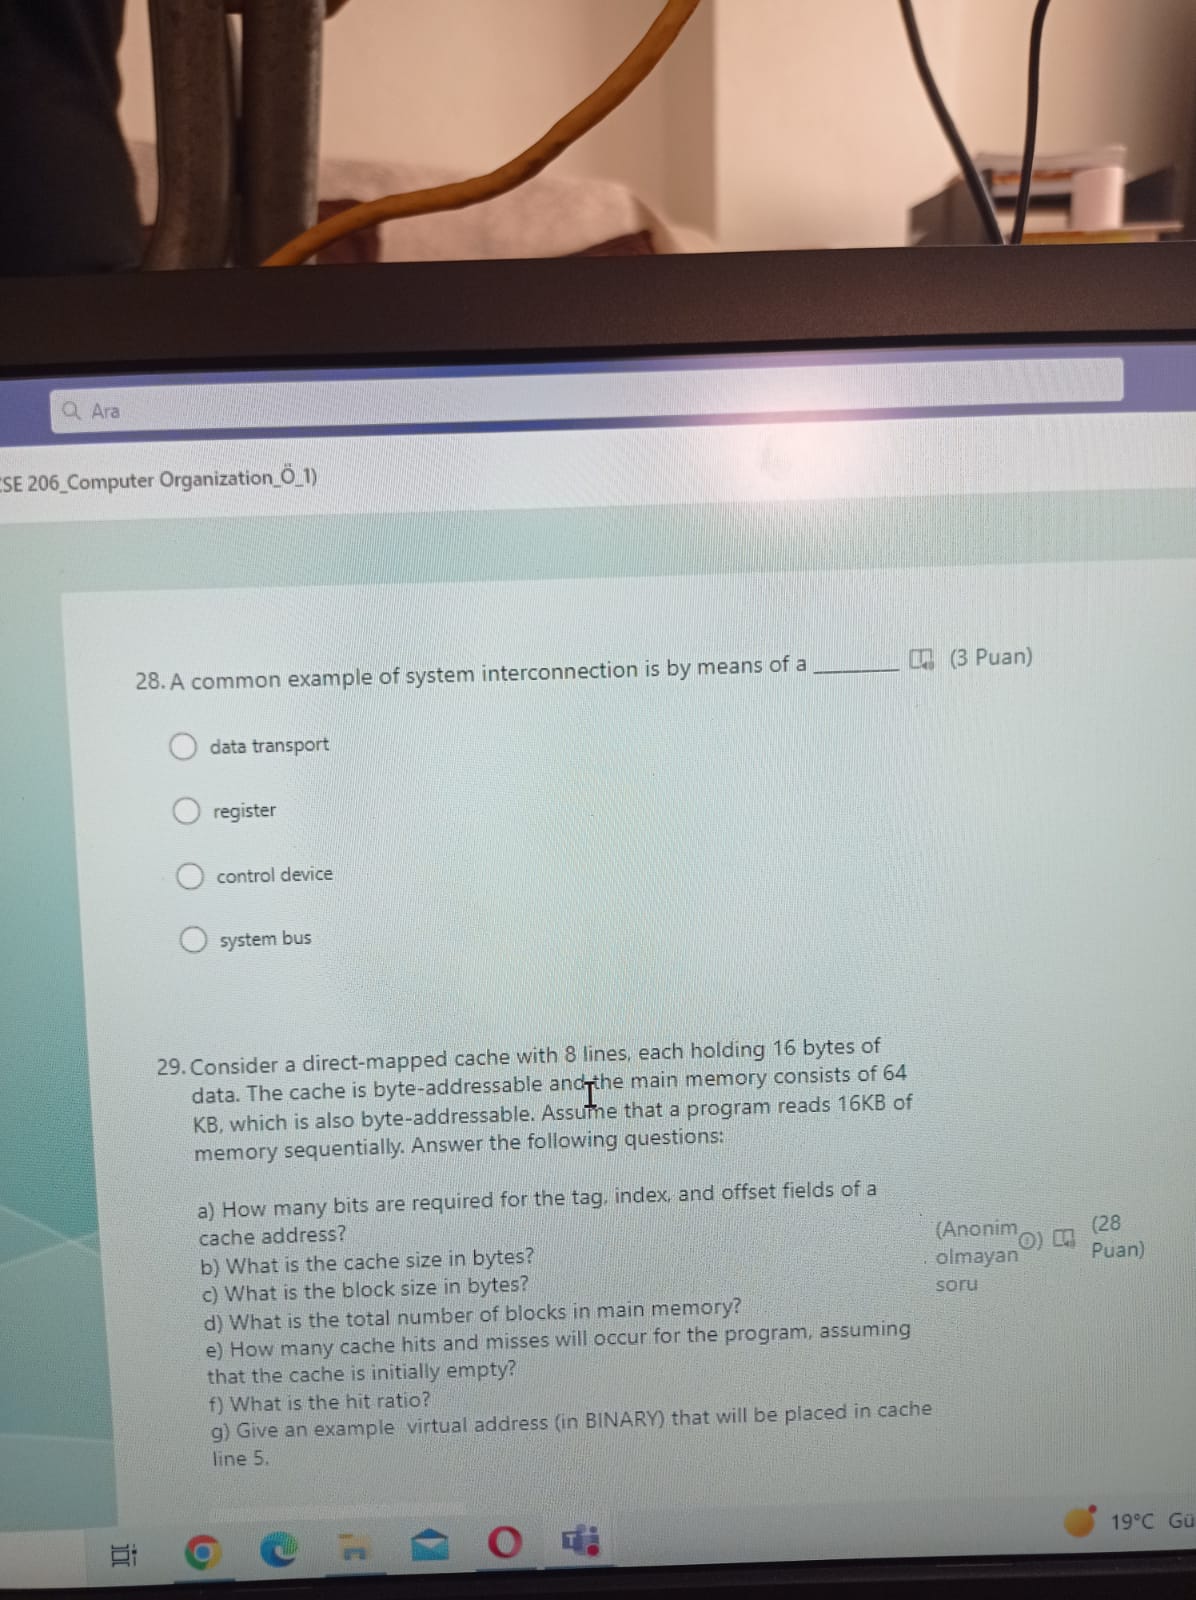 Ara
SE 206_Computer Organization_Ö_1)
28. A common example of system interconnection is by means of a ________ (3 Puan)
data transport
register
control device
system bus
29. Consider a direct-mapped cache with 8 lines, each holding 16 bytes of
data. The cache is byte-addressable and the main memory consists of 64
KB, which is also byte-addressable. Assume that a program reads 16KB of
memory sequentially. Answer the following questions:
a) How many bits are required for the tag, index, and offset fields of a
cache address?
b) What is the cache size in bytes?
c) What is the block size in bytes?
d) What is the total number of blocks in main memory?
e) How many cache hits and misses will occur for the program, assuming
that the cache is initially empty?
f) What is the hit ratio?
g) Give an example virtual address (in BINARY) that will be placed in cache
line 5.
(Anonim
olmayan
soru
)
(28
Puan)
19°C Gü